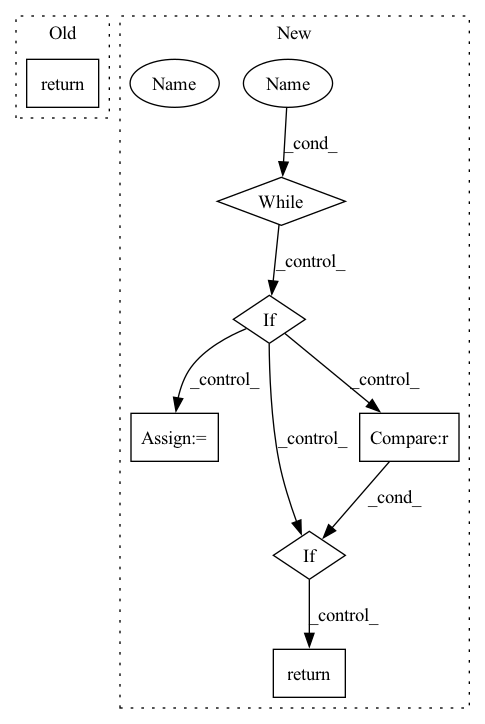 Old
New
return
Name
Name
_cond_
While
_control_
If
_control_
_control_
_control_
Assign:=
Compare:r
_cond_
If
_control_
return